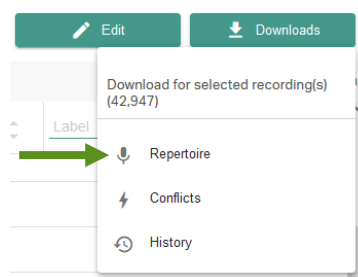 Edit
Downloads
Download for selected recording(s)
(42,947)
Label
Repertoire
Conflicts
History